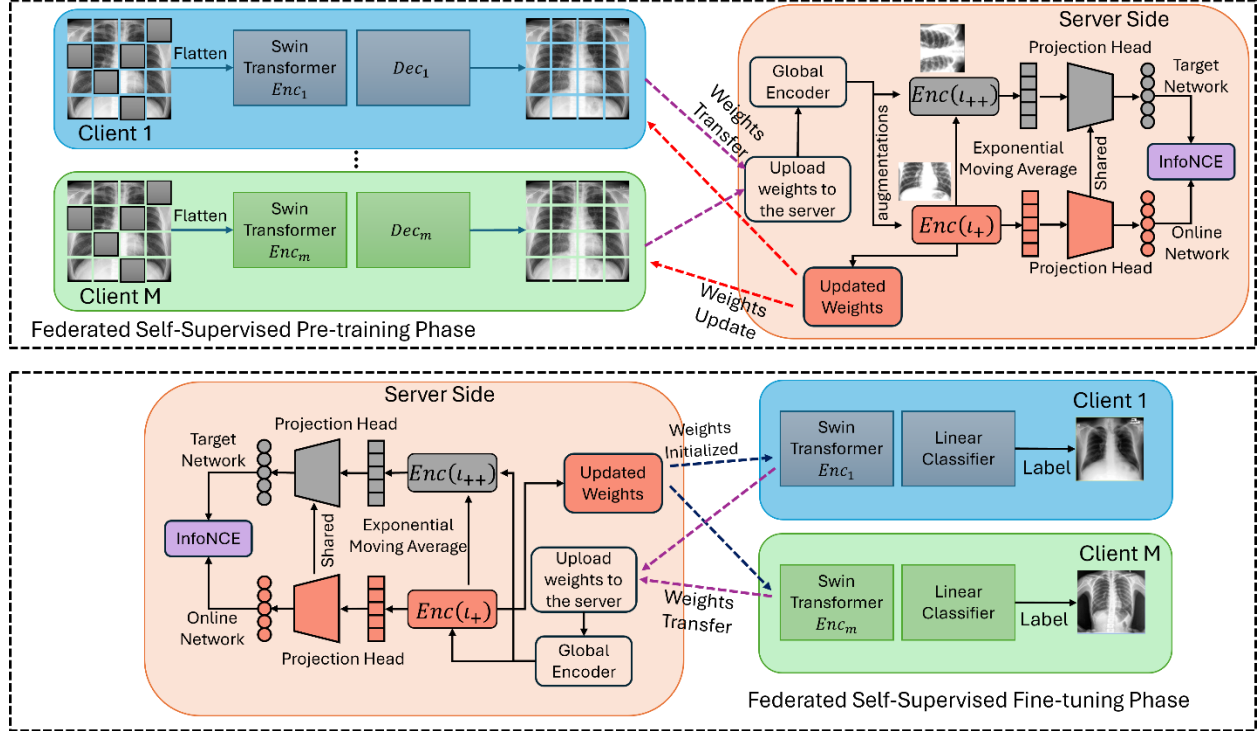 Flatten
Swin
Transformer
Enc₁
Dec₁
Client 1
⋮
Flatten
Swin
Transformer
Encₘ
Decₘ
Client M
Federated Self-Supervised Pre-training Phase
Weights
Transfer
Weights
Update
Server Side
Projection Head
Global
Encoder
Enc(ι₊₊)
Target
Network
augmentations
Upload
weights to
the server
Exponential
Moving Average
Shared
InfoNCE
Enc(ι₊)
Online
Network
Projection Head
Updated
Weights
Server Side
Projection Head
Target
Network
Enc(ι₊₊)
InfoNCE
Shared
Exponential
Moving Average
Online
Network
Enc(ι₊)
Projection Head
Updated
Weights
Upload
weights to
the server
Global
Encoder
Weights
Initialized
Weights
Transfer
Client 1
Swin
Transformer
Enc₁
Linear
Classifier
Label
Client M
Swin
Transformer
Encₘ
Linear
Classifier
Label
Federated Self-Supervised Fine-tuning Phase